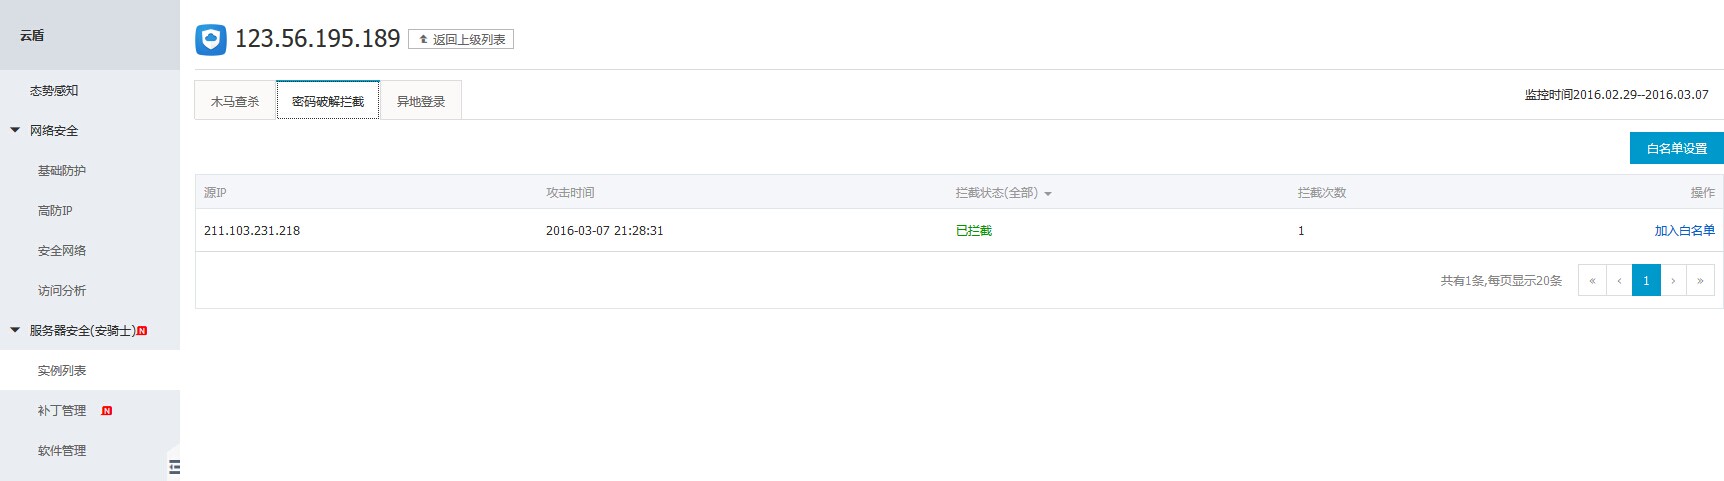 云盾
态势感知
网络安全
基础防护
高防IP
安全网络
访问分析
服务器安全(安骑士) N
实例列表
补丁管理 N
软件管理
123.56.195.189 返回上级列表
木马查杀 密码破解拦截 异地登录 监控时间2016.02.29--2016.03.07
白名单设置
源IP 攻击时间 拦截状态(全部) 拦截次数 操作
211.103.231.218 2016-03-07 21:28:31 已拦截 1 加入白名单
共有1条,每页显示20条 « ‹ 1 › »